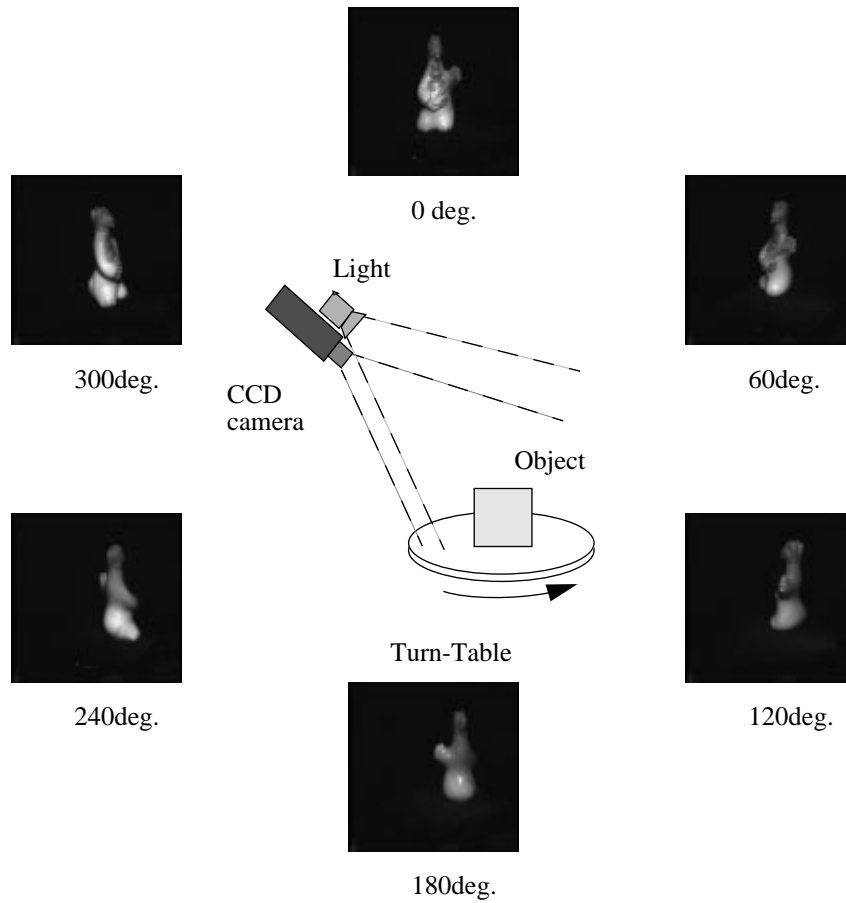 0 deg.
300deg.
Light
60deg.
CCD
camera
Object
240deg.
Turn-Table
120deg.
180deg.